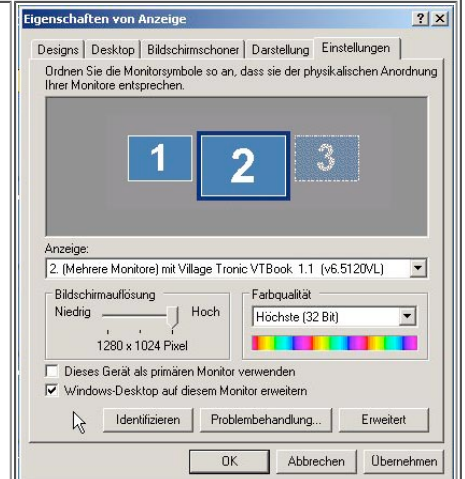 Eigenschaften von Anzeige
Designs Desktop Bildschirmschoner Darstellung Einstellungen
Ordnen Sie die Monitorsymbole so an, dass sie der physikalischen Anordnung
Ihrer Monitore entsprechen.
1 2 3
Anzeige:
2. (Mehrere Monitore) mit Village Tronic VTBook 1.1 (v6.5120VL)
Bildschirmauflösung
Niedrig Hoch
1280 x 1024 Pixel
Farbqualität
Höchste (32 Bit)
Dieses Gerät als primären Monitor verwenden
Windows-Desktop auf diesem Monitor erweitern
Identifizieren Problembehandlung... Erweitert
OK Abbrechen Übernehmen